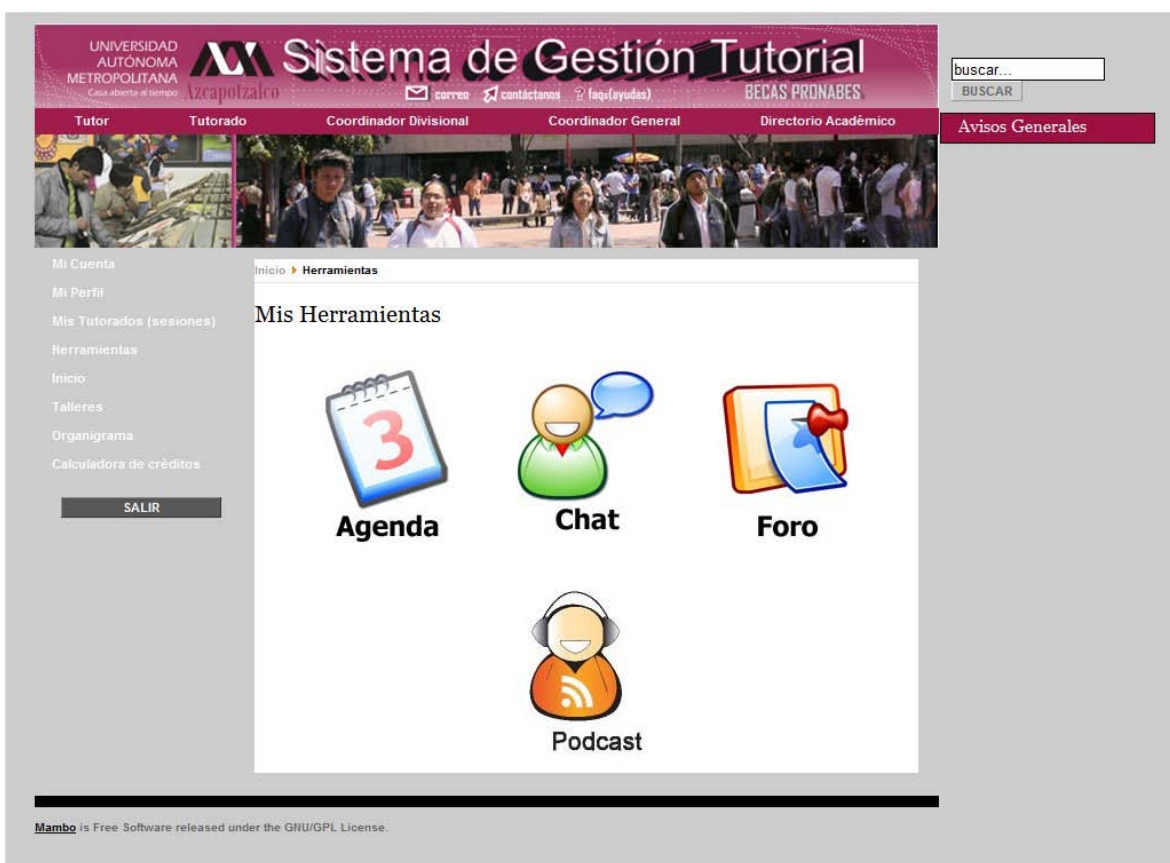 UNIVERSIDAD
AUTÓNOMA
METROPOLITANA
Casa abierta al tiempo
Azcapotzalco
Sistema de Gestión Tutorial
correo contáctanos ? faqs(ayudas)
BECAS PRONABES
buscar...
BUSCAR
Tutor Tutorado Coordinador Divisional Coordinador General Directorio Académico
Avisos Generales
Mi Cuenta
Mi Perfil
Mis Tutorados (sesiones)
Herramientas
Inicio
Talleres
Organigrama
Calculadora de créditos
SALIR
Inicio Herramientas
Mis Herramientas
3
Agenda
Chat
Foro
Podcast
Mambo is Free Software released under the GNU/GPL License.